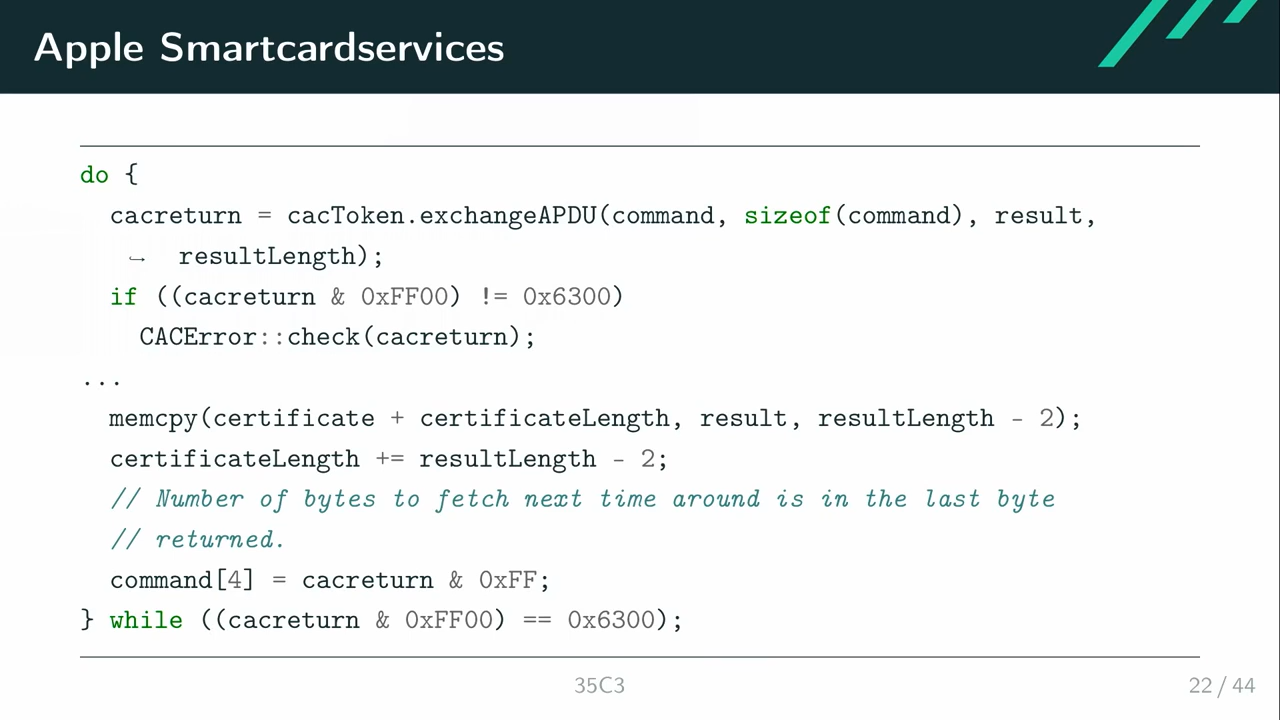 Apple Smartcardservices
do {
  cacreturn = cacToken.exchangeAPDU(command, sizeof(command), result,
  ↪  resultLength);
  if ((cacreturn & 0xFF00) != 0x6300)
    CACError::check(cacreturn);
...
  memcpy(certificate + certificateLength, result, resultLength - 2);
  certificateLength += resultLength - 2;
  // Number of bytes to fetch next time around is in the last byte
  // returned.
  command[4] = cacreturn & 0xFF;
} while ((cacreturn & 0xFF00) == 0x6300);
35C3
22 / 44